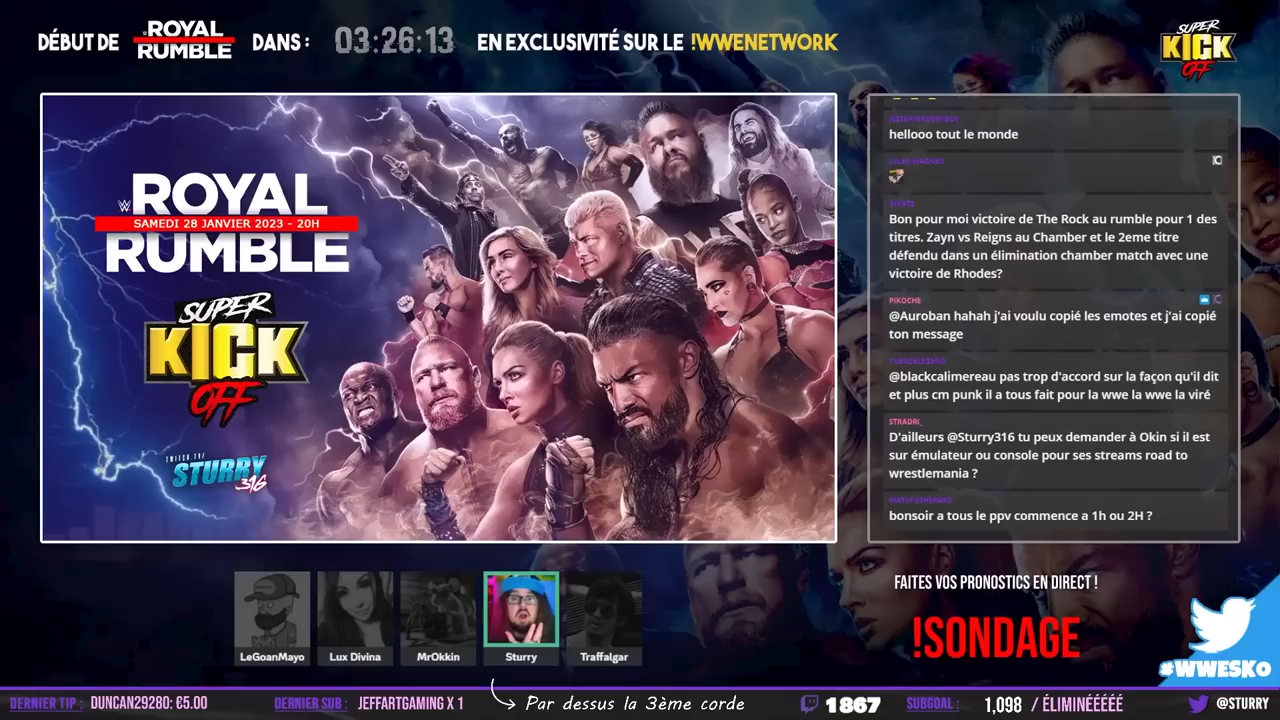 DÉBUT DE
ROYAL
RUMBLE
DANS :
03:26:13
EN EXCLUSIVITÉ SUR LE !WWENETWORK
SUPER
KICK
OFF
W ROYAL
SAMEDI 28 JANVIER 2023 - 20H
RUMBLE
SUPER
KICK
OFF
TWITCH.TV/
STURRY
316
hellooo tout le monde
Bon pour moi victoire de The Rock au rumble pour 1 des
titres. Zayn vs Reigns au Chamber et le 2eme titre
défendu dans un élimination chamber match avec une
victoire de Rhodes?
PIKOCHE
@Auroban hahah j'ai voulu copié les emotes et j'ai copié
ton message
@blackcalimereau pas trop d'accord sur la façon qu'il dit
et plus cm punk il a tous fait pour la wwe la wwe la viré
STRADRI_
D'ailleurs @Sturry316 tu peux demander à Okin si il est
sur émulateur ou console pour ses streams road to
wrestlemania ?
bonsoir a tous le ppv commence a 1h ou 2H ?
LeGoanMayo
Lux Divina
MrOkkin
Sturry
Traffalgar
FAITES VOS PRONOSTICS EN DIRECT !
!SONDAGE
#WWESKO
DERNIER TIP : DUNCAN29280: €5.00
DERNIER SUB : JEFFARTGAMING X 1
Par dessus la 3ème corde
1867
SUBGOAL : 1,098 / ÉLIMINÉÉÉÉÉ
@STURRY